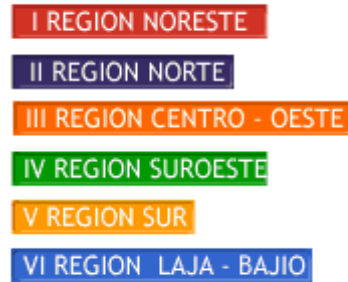 I REGION NORESTE
II REGION NORTE
III REGION CENTRO - OESTE
IV REGION SUROESTE
V REGION SUR
VI REGION LAJA - BAJIO